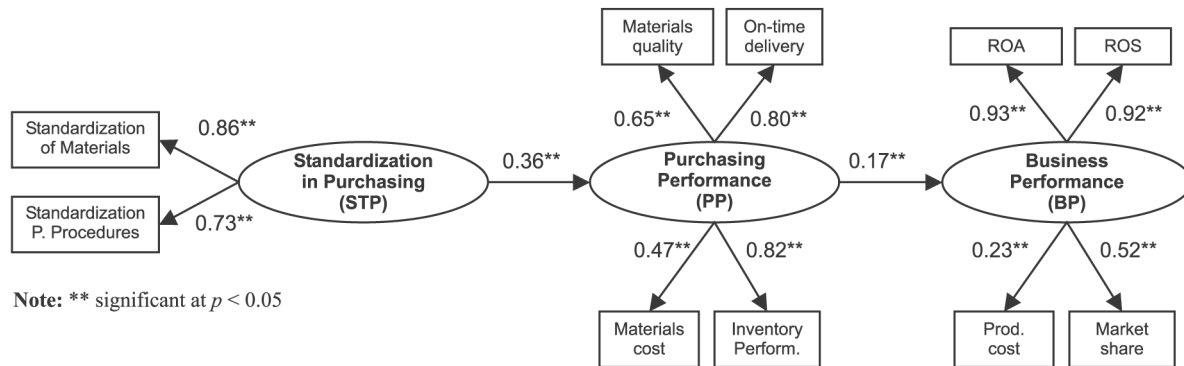 Materials
quality
On-time
delivery
ROA
ROS
Standardization
of Materials
0.86**
0.65**
0.80**
0.93**
0.92**
Standardization
in Purchasing
(STP)
0.36**
Purchasing
Performance
(PP)
0.17**
Business
Performance
(BP)
Standardization
P. Procedures
0.73**
0.47**
0.82**
0.23**
0.52**
Note: ** significant at p < 0.05
Materials
cost
Inventory
Perform.
Prod.
cost
Market
share